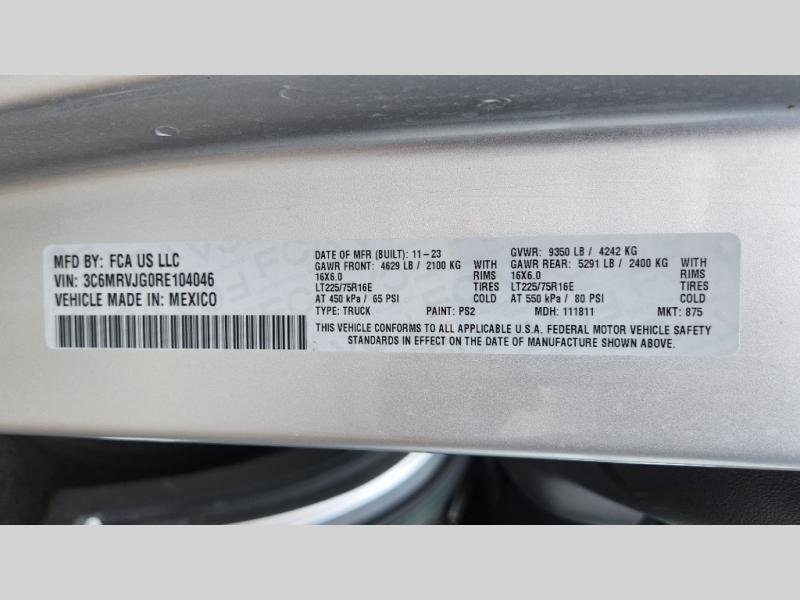 MFD BY: FCA US LLC
VIN: 3C6MRVJG0RE104046
VEHICLE MADE IN: MEXICO
DATE OF MFR (BUILT): 11-23
GAWR FRONT: 4629 LB / 2100 KG WITH
16X6.0 RIMS
LT225/75R16E TIRES
AT 450 kPa / 65 PSI COLD
GVWR: 9350 LB / 4242 KG
GAWR REAR: 5291 LB / 2400 KG WITH
16X6.0 RIMS
LT225/75R16E TIRES
AT 550 kPa / 80 PSI COLD
TYPE: TRUCK PAINT: PS2 MDH: 111811 MKT: 875
THIS VEHICLE CONFORMS TO ALL APPLICABLE U.S.A. FEDERAL MOTOR VEHICLE SAFETY
STANDARDS IN EFFECT ON THE DATE OF MANUFACTURE SHOWN ABOVE.